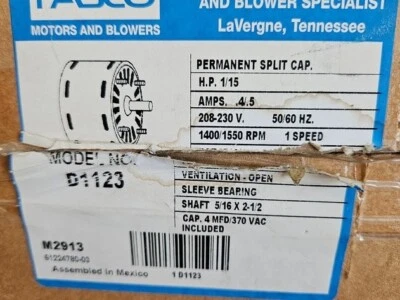 FASCO
MOTORS AND BLOWERS
AND BLOWER SPECIALIST
LaVergne, Tennessee
PERMANENT SPLIT CAP.
H.P. 1/15
AMPS. .4/.5
208-230 V. 50/60 HZ.
1400/1550 RPM 1 SPEED
MODEL NO.
D1123
VENTILATION - OPEN
SLEEVE BEARING
SHAFT 5/16 X 2-1/2
CAP. 4 MFD/370 VAC
INCLUDED
M2913
61224780-03
Assembled in Mexico
1 D1123